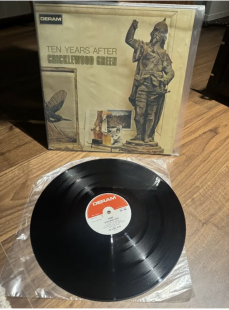 DERAM
TEN YEARS AFTER
CRICKLEWOOD GREEN
DERAM